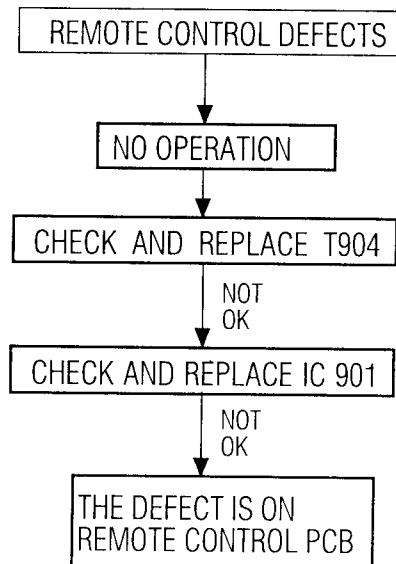 REMOTE CONTROL DEFECTS
NO OPERATION
CHECK AND REPLACE T904
NOT
OK
CHECK AND REPLACE IC 901
NOT
OK
THE DEFECT IS ON
REMOTE CONTROL PCB